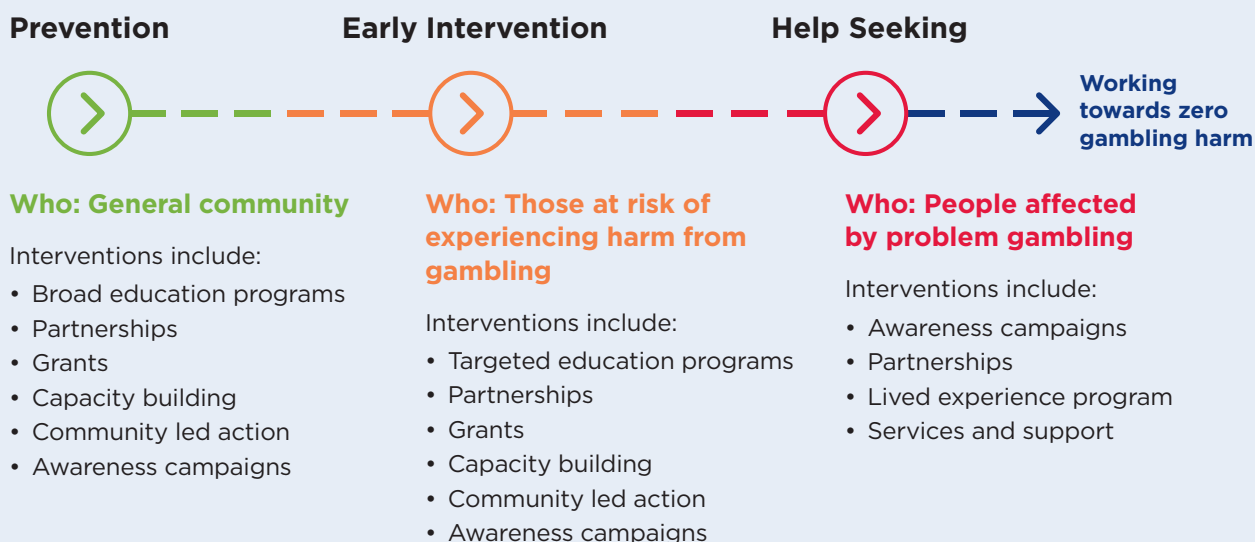 Prevention
Early Intervention
Help Seeking
Working
towards zero
gambling harm
Who: General community
Interventions include:
• Broad education programs
• Partnerships
• Grants
• Capacity building
• Community led action
• Awareness campaigns
Who: Those at risk of
experiencing harm from
gambling
Interventions include:
• Targeted education programs
• Partnerships
• Grants
• Capacity building
• Community led action
• Awareness campaigns
Who: People affected
by problem gambling
Interventions include:
• Awareness campaigns
• Partnerships
• Lived experience program
• Services and support